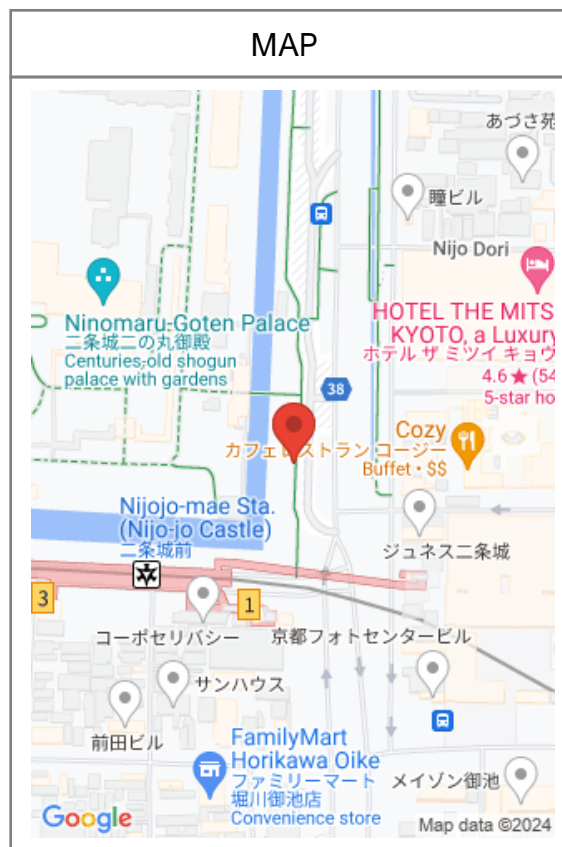 MAP
あづさ苑
瞳ビル
Nijo Dori
Ninomaru-Goten Palace
二条城二の丸御殿
Centuries-old shogun
palace with gardens
HOTEL THE MITS
KYOTO, a Luxury
ホテル ザ ミツイ キョウ
4.6★ (54
5-star ho
38
Cozy
カフェレストラン コージー
Buffet • $$
Nijojo-mae Sta.
(Nijo-jo Castle)
二条城前
ジュネス二条城
3
1
コーポセリバシー
京都フォトセンタービル
サンハウス
前田ビル
FamilyMart
Horikawa Oike
ファミリーマート
堀川御池店
Convenience store
メイゾン御池
Google
Map data ©2024